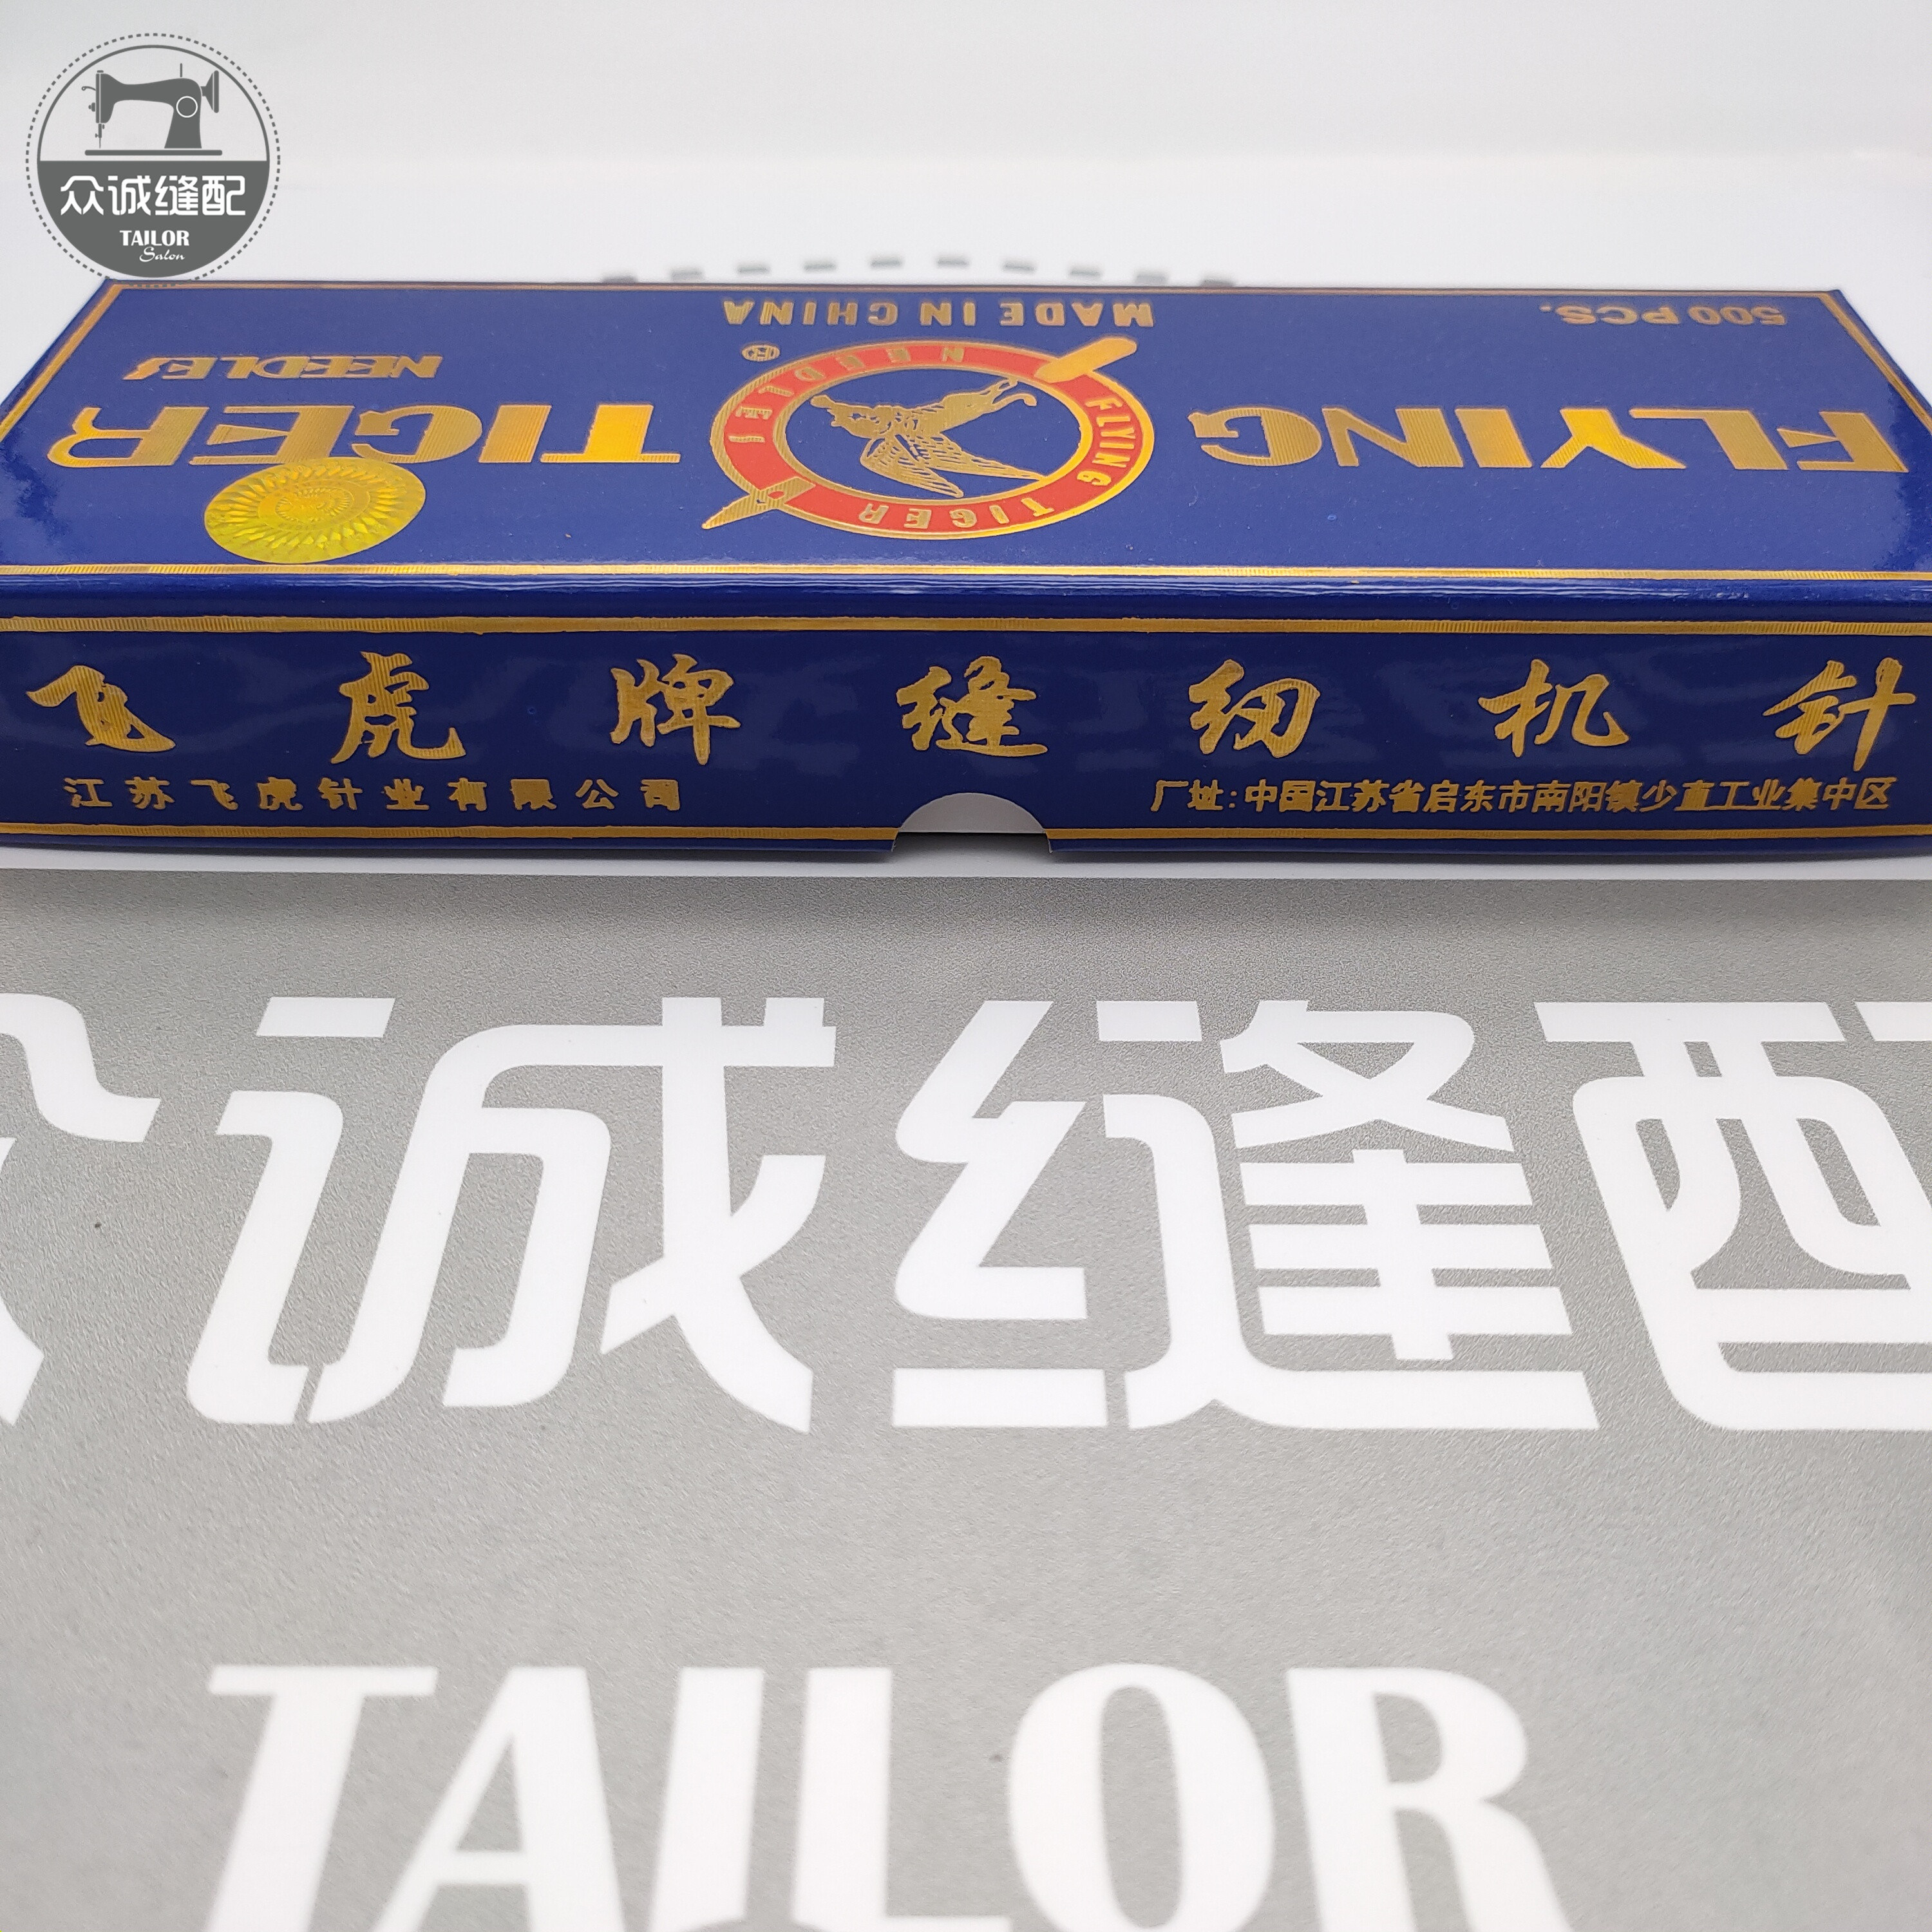 众诚缝配
TAILOR
Salon
500 PCS.
MADE IN CHINA
FLYING TIGER
NEEDLES
®
FLYING TIGER NEEDLES
飞虎牌缝纫机针
江苏飞虎针业有限公司
厂址:中国江苏省启东市南阳镇少直工业集中区
众诚缝配
TAILOR